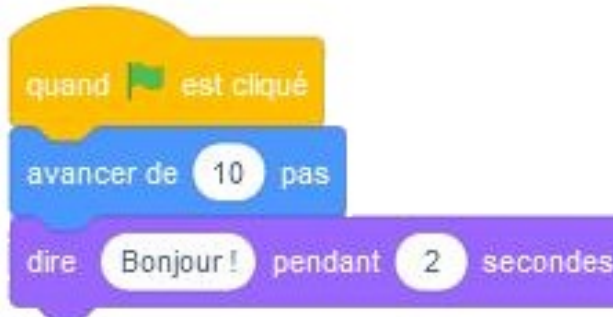 quand est cliqué
avancer de 10 pas
dire Bonjour ! pendant 2 secondes